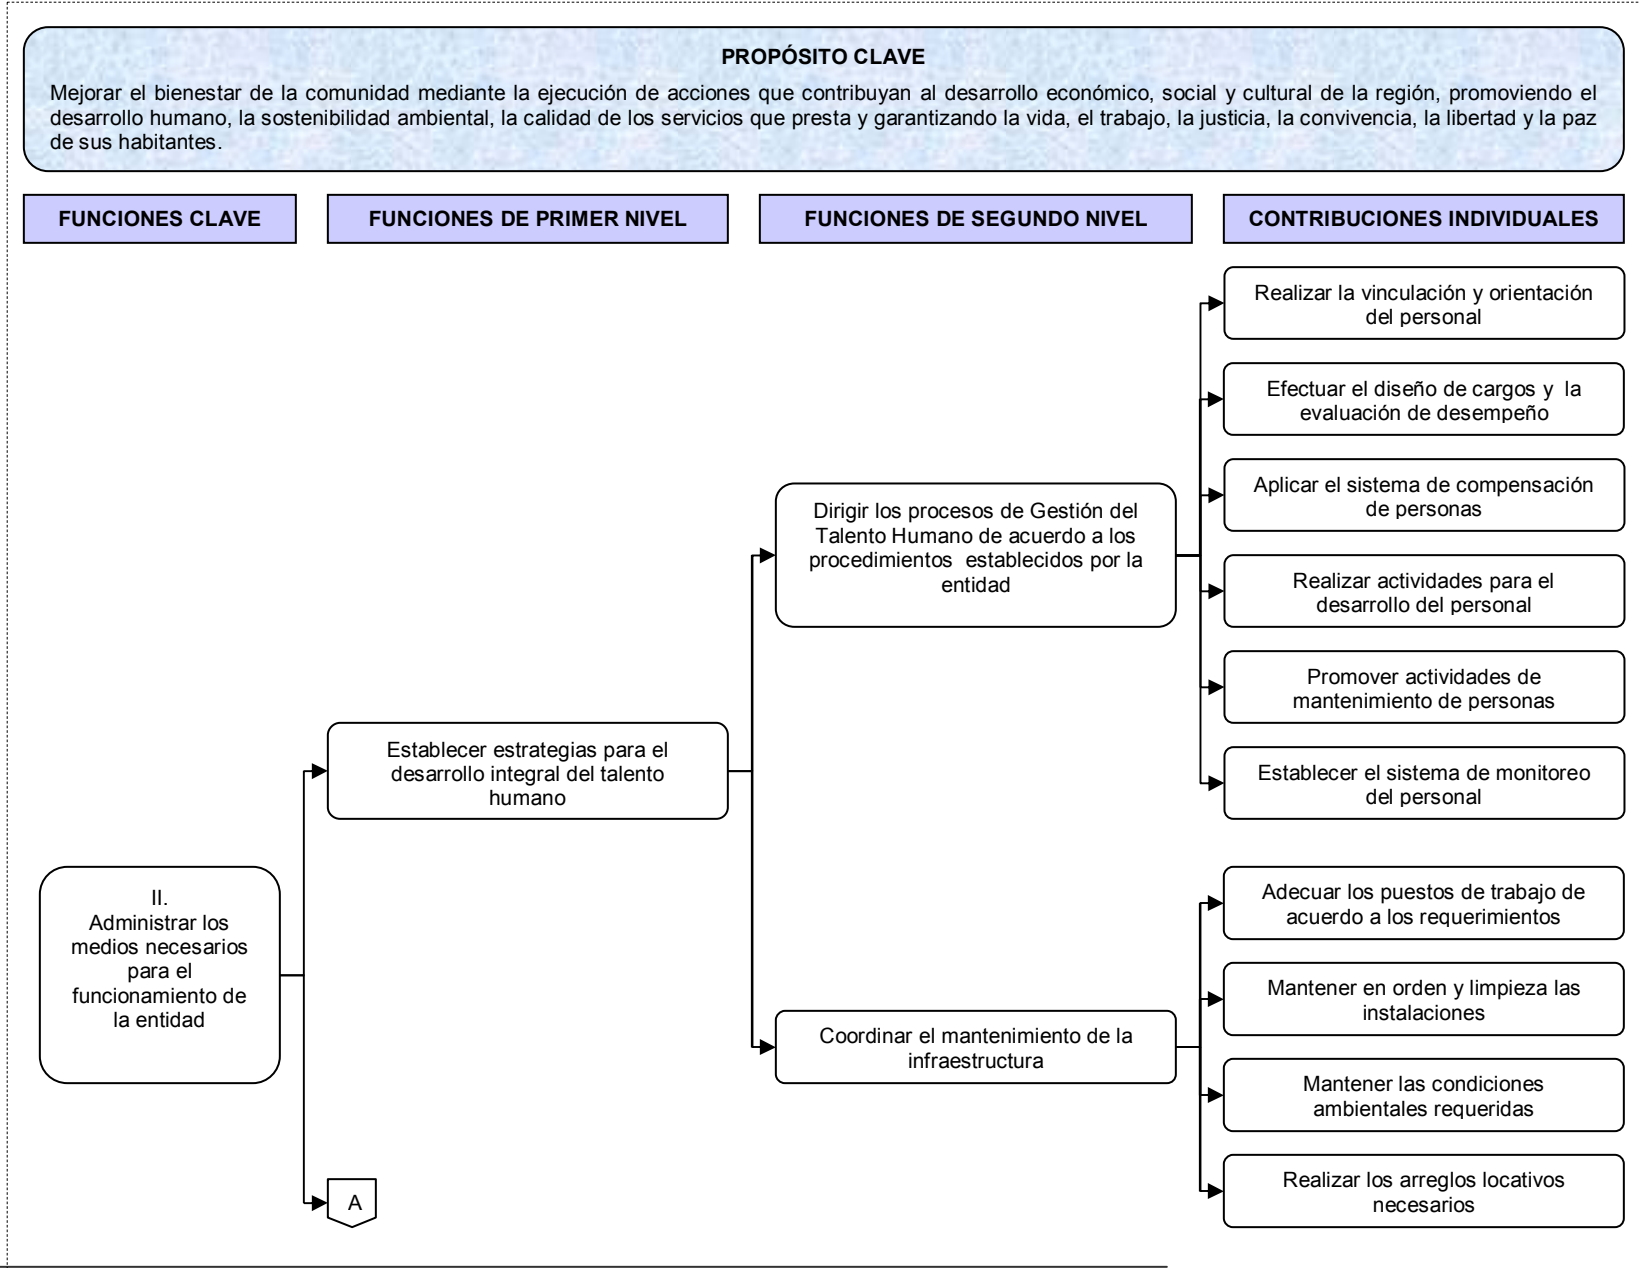 PROPÓSITO CLAVE
Mejorar el bienestar de la comunidad mediante la ejecución de acciones que contribuyan al desarrollo económico, social y cultural de la región, promoviendo el
desarrollo humano, la sostenibilidad ambiental, la calidad de los servicios que presta y garantizando la vida, el trabajo, la justicia, la convivencia, la libertad y la paz
de sus habitantes.
FUNCIONES CLAVE
FUNCIONES DE PRIMER NIVEL
FUNCIONES DE SEGUNDO NIVEL
CONTRIBUCIONES INDIVIDUALES
II.
Administrar los
medios necesarios
para el
funcionamiento de
la entidad
Establecer estrategias para el
desarrollo integral del talento
humano
A
Dirigir los procesos de Gestión del
Talento Humano de acuerdo a los
procedimientos establecidos por la
entidad
Coordinar el mantenimiento de la
infraestructura
Realizar la vinculación y orientación
del personal
Efectuar el diseño de cargos y la
evaluación de desempeño
Aplicar el sistema de compensación
de personas
Realizar actividades para el
desarrollo del personal
Promover actividades de
mantenimiento de personas
Establecer el sistema de monitoreo
del personal
Adecuar los puestos de trabajo de
acuerdo a los requerimientos
Mantener en orden y limpieza las
instalaciones
Mantener las condiciones
ambientales requeridas
Realizar los arreglos locativos
necesarios